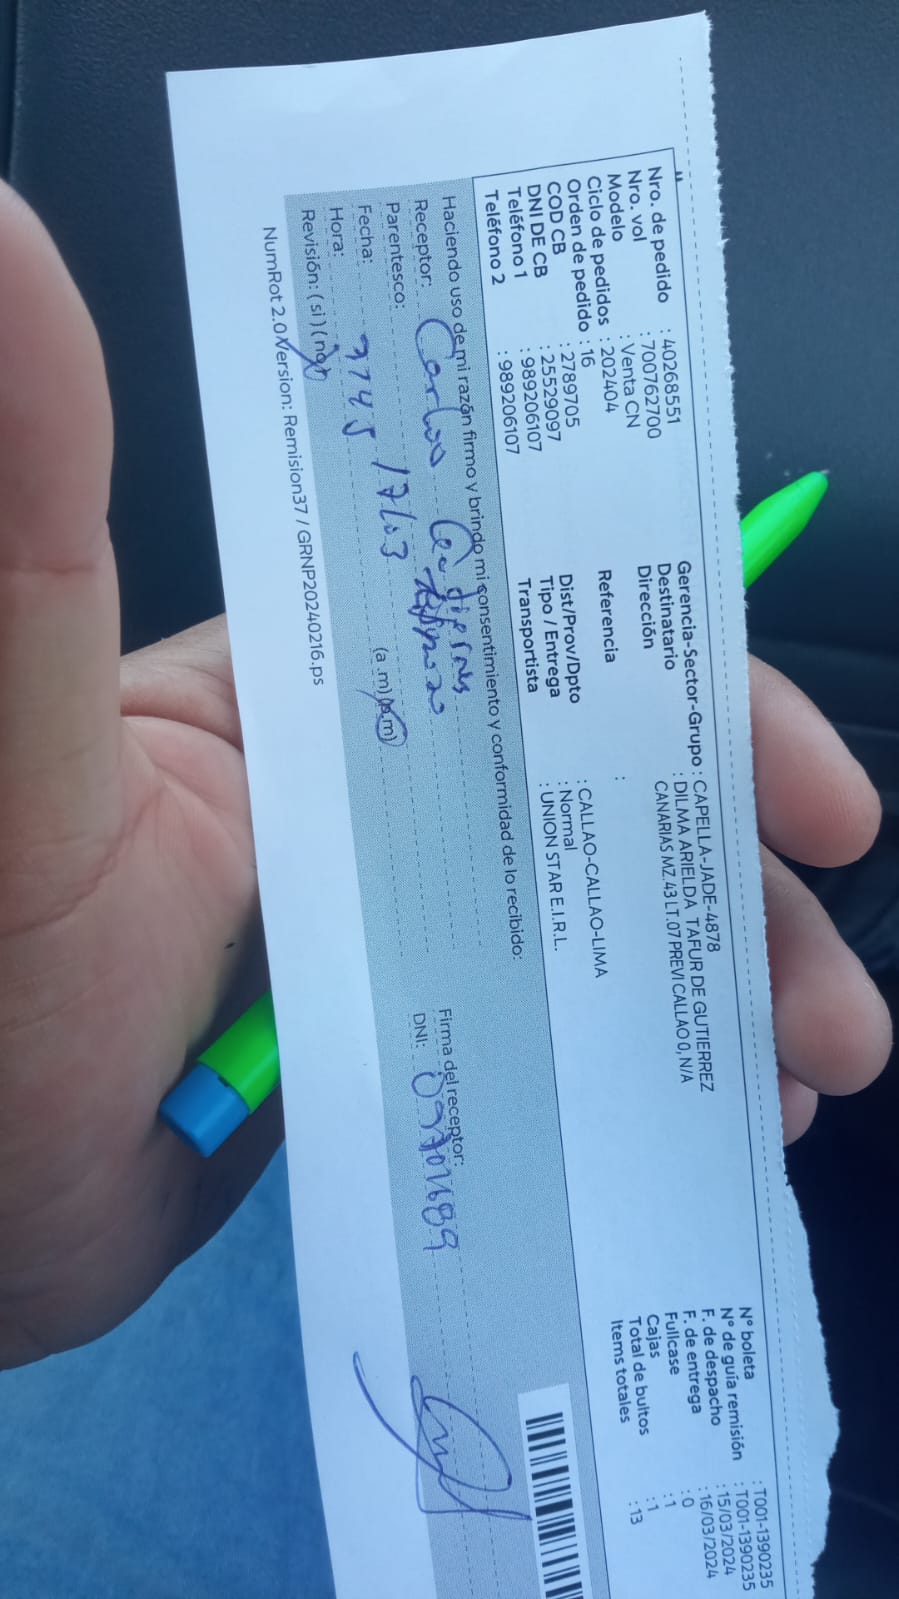 Nro. de pedido : 40268551
Nro. vol : 700762700
Modelo : Venta CN
Ciclo de pedidos : 202404
Orden de pedido : 16
COD CB : 2789705
DNI DE CB : 25529097
Teléfono 1 : 989206107
Teléfono 2 : 989206107
Gerencia-Sector-Grupo : CAPELLA-JADE-4878
Destinatario : DILMA ARIELDA TAFUR DE GUTIERREZ
Dirección CANARIAS MZ.43 LT.07 PREVI CALLAO 0, N/A
Referencia :
Dist/Prov/Dpto : CALLAO-CALLAO-LIMA
Tipo / Entrega : Normal
Transportista : UNION STAR E.I.R.L.
N° boleta : T001-1390235
N° de guía remisión : T001-1390235
F. de despacho : 15/03/2024
F. de entrega : 16/03/2024
Fullcase : 0
Cajas : 1
Total de bultos : 1
Items totales : 13
Haciendo uso de mi razón firmo y brindo mi consentimiento y conformidad de lo recibido:
Receptor: Carlos
Parentesco:
Fecha: 17/03
Hora: (a.m) (p.m)
Revisión: ( si ) ( no )
Firma del receptor:
DNI:
NumRot 2.0 Version: Remision37 / GRNP20240216.ps